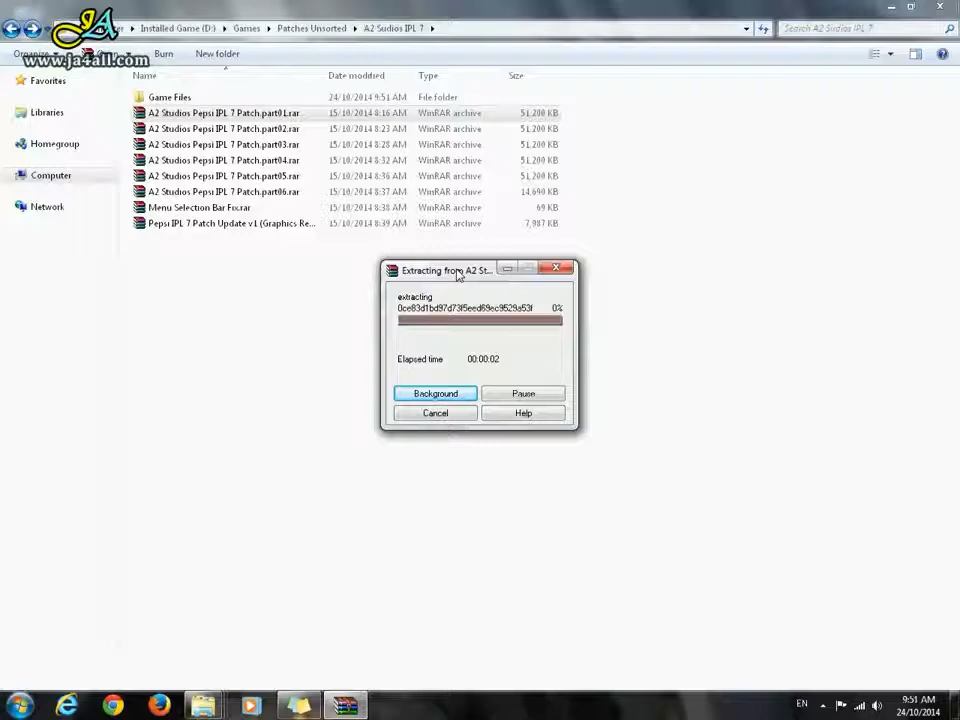 JA
www.ja4all.com
Installed Game (D:) Games Patches Unsorted A2 Sudios IPL 7
Search A2 Sudios IPL 7
Burn New folder
Favorites
Libraries
Homegroup
Computer
Network
Name Date modified Type Size
Game Files 24/10/2014 9:51 AM File folder
A2 Studios Pepsi IPL 7 Patch.part01.rar 15/10/2014 8:16 AM WinRAR archive 51,200 KB
A2 Studios Pepsi IPL 7 Patch.part02.rar 15/10/2014 8:23 AM WinRAR archive 51,200 KB
A2 Studios Pepsi IPL 7 Patch.part03.rar 15/10/2014 8:28 AM WinRAR archive 51,200 KB
A2 Studios Pepsi IPL 7 Patch.part04.rar 15/10/2014 8:32 AM WinRAR archive 51,200 KB
A2 Studios Pepsi IPL 7 Patch.part05.rar 15/10/2014 8:36 AM WinRAR archive 51,200 KB
A2 Studios Pepsi IPL 7 Patch.part06.rar 15/10/2014 8:37 AM WinRAR archive 14,690 KB
Menu Selection Bar Fix.rar 15/10/2014 8:38 AM WinRAR archive 69 KB
Pepsi IPL 7 Patch Update v1 (Graphics Re... 15/10/2014 8:39 AM WinRAR archive 7,987 KB
Extracting from A2 St...
extracting
0ce83d1bd97d73f5eed69ec9529a53f 0%
Elapsed time 00:00:02
Background Pause
Cancel Help
EN
9:51 AM
24/10/2014